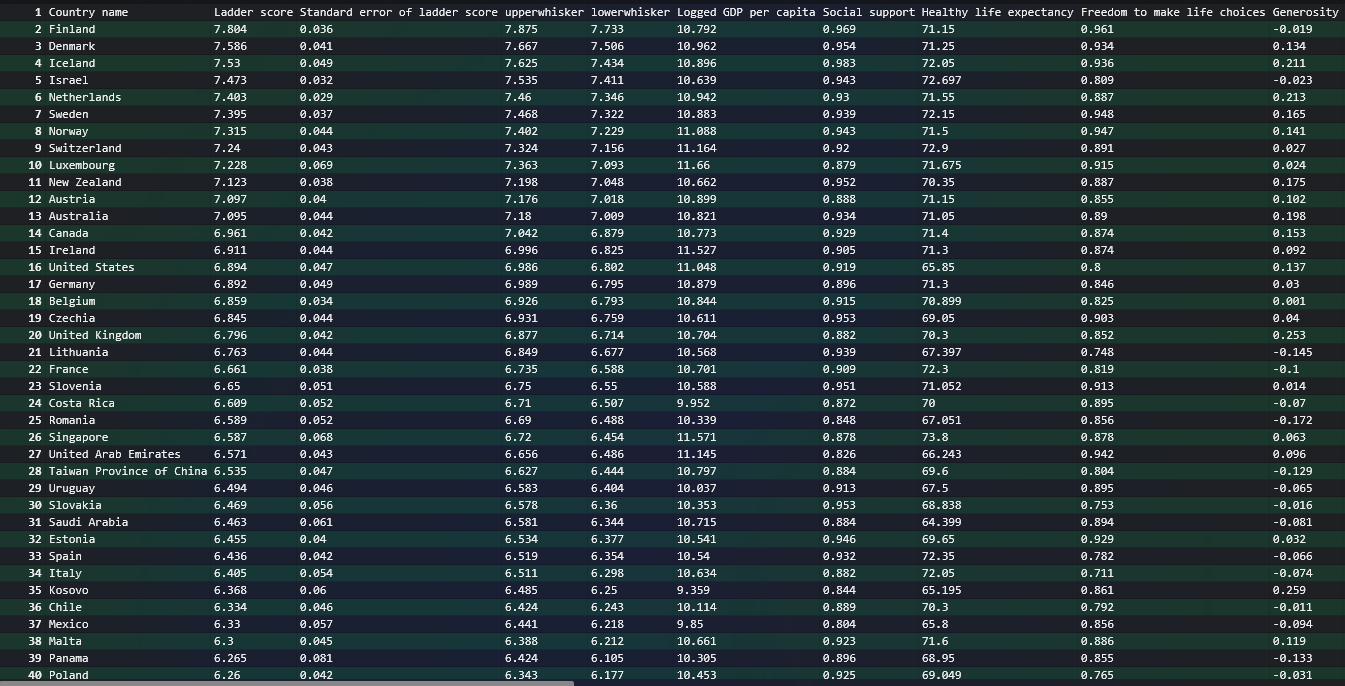 1 Country name Ladder score Standard error of ladder score upperwhisker lowerwhisker Logged GDP per capita Social support Healthy life expectancy Freedom to make life choices Generosity
2 Finland 7.804 0.036 7.875 7.733 10.792 0.969 71.15 0.961 -0.019
3 Denmark 7.586 0.041 7.667 7.506 10.962 0.954 71.25 0.934 0.134
4 Iceland 7.53 0.049 7.625 7.434 10.896 0.983 72.05 0.936 0.211
5 Israel 7.473 0.032 7.535 7.411 10.639 0.943 72.697 0.809 -0.023
6 Netherlands 7.403 0.029 7.46 7.346 10.942 0.93 71.55 0.887 0.213
7 Sweden 7.395 0.037 7.468 7.322 10.883 0.939 72.15 0.948 0.165
8 Norway 7.315 0.044 7.402 7.229 11.088 0.943 71.5 0.947 0.141
9 Switzerland 7.24 0.043 7.324 7.156 11.164 0.92 72.9 0.891 0.027
10 Luxembourg 7.228 0.069 7.363 7.093 11.66 0.879 71.675 0.915 0.024
11 New Zealand 7.123 0.038 7.198 7.048 10.662 0.952 70.35 0.887 0.175
12 Austria 7.097 0.04 7.176 7.018 10.899 0.888 71.15 0.855 0.102
13 Australia 7.095 0.044 7.18 7.009 10.821 0.934 71.05 0.89 0.198
14 Canada 6.961 0.042 7.042 6.879 10.773 0.929 71.4 0.874 0.153
15 Ireland 6.911 0.044 6.996 6.825 11.527 0.905 71.3 0.874 0.092
16 United States 6.894 0.047 6.986 6.802 11.048 0.919 65.85 0.8 0.137
17 Germany 6.892 0.049 6.989 6.795 10.879 0.896 71.3 0.846 0.03
18 Belgium 6.859 0.034 6.926 6.793 10.844 0.915 70.899 0.825 0.001
19 Czechia 6.845 0.044 6.931 6.759 10.611 0.953 69.05 0.903 0.04
20 United Kingdom 6.796 0.042 6.877 6.714 10.704 0.882 70.3 0.852 0.253
21 Lithuania 6.763 0.044 6.849 6.677 10.568 0.939 67.397 0.748 -0.145
22 France 6.661 0.038 6.735 6.588 10.701 0.909 72.3 0.819 -0.1
23 Slovenia 6.65 0.051 6.75 6.55 10.588 0.951 71.052 0.913 0.014
24 Costa Rica 6.609 0.052 6.71 6.507 9.952 0.872 70 0.895 -0.07
25 Romania 6.589 0.052 6.69 6.488 10.339 0.848 67.051 0.856 -0.172
26 Singapore 6.587 0.068 6.72 6.454 11.571 0.878 73.8 0.878 0.063
27 United Arab Emirates 6.571 0.043 6.656 6.486 11.145 0.826 66.243 0.942 0.096
28 Taiwan Province of China 6.535 0.047 6.627 6.444 10.797 0.884 69.6 0.804 -0.129
29 Uruguay 6.494 0.046 6.583 6.404 10.037 0.913 67.5 0.895 -0.065
30 Slovakia 6.469 0.056 6.578 6.36 10.353 0.953 68.838 0.753 -0.016
31 Saudi Arabia 6.463 0.061 6.581 6.344 10.715 0.884 64.399 0.894 -0.081
32 Estonia 6.455 0.04 6.534 6.377 10.541 0.946 69.65 0.929 0.032
33 Spain 6.436 0.042 6.519 6.354 10.54 0.932 72.35 0.782 -0.066
34 Italy 6.405 0.054 6.511 6.298 10.634 0.882 72.05 0.711 -0.074
35 Kosovo 6.368 0.06 6.485 6.25 9.359 0.844 65.195 0.861 0.259
36 Chile 6.334 0.046 6.424 6.243 10.114 0.889 70.3 0.792 -0.011
37 Mexico 6.33 0.057 6.441 6.218 9.85 0.804 65.8 0.856 -0.094
38 Malta 6.3 0.045 6.388 6.212 10.661 0.923 71.6 0.886 0.119
39 Panama 6.265 0.081 6.424 6.105 10.305 0.896 68.95 0.855 -0.133
40 Poland 6.26 0.042 6.343 6.177 10.453 0.925 69.049 0.765 -0.031